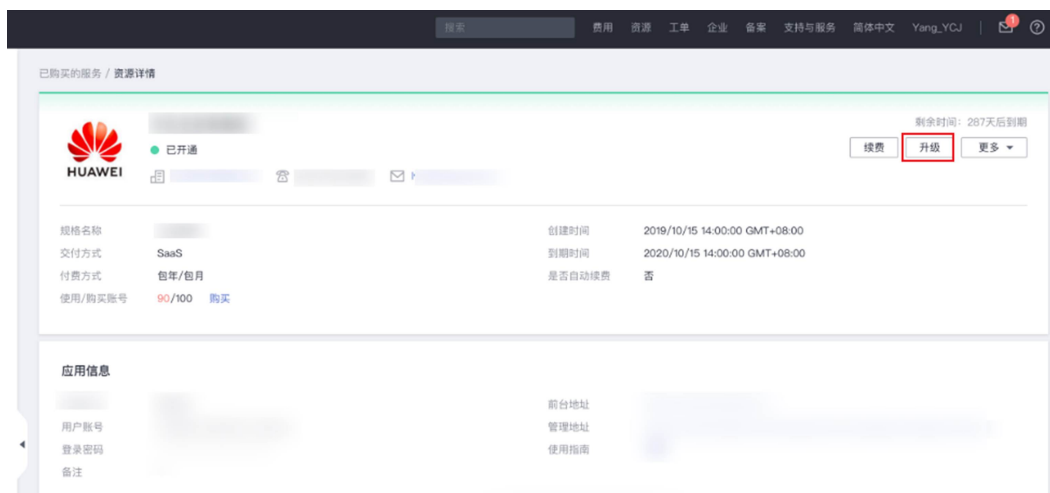 搜索 费用 资源 工单 企业 备案 支持与服务 简体中文 Yang_YCJ 1
已购买的服务 / 资源详情
剩余时间：287天后到期
已开通
续费 升级 更多
HUAWEI
规格名称
创建时间 2019/10/15 14:00:00 GMT+08:00
交付方式 SaaS
到期时间 2020/10/15 14:00:00 GMT+08:00
付费方式 包年/包月
是否自动续费 否
使用/购买账号 90/100 购买
应用信息
前台地址
用户账号
管理地址
登录密码
使用指南
备注